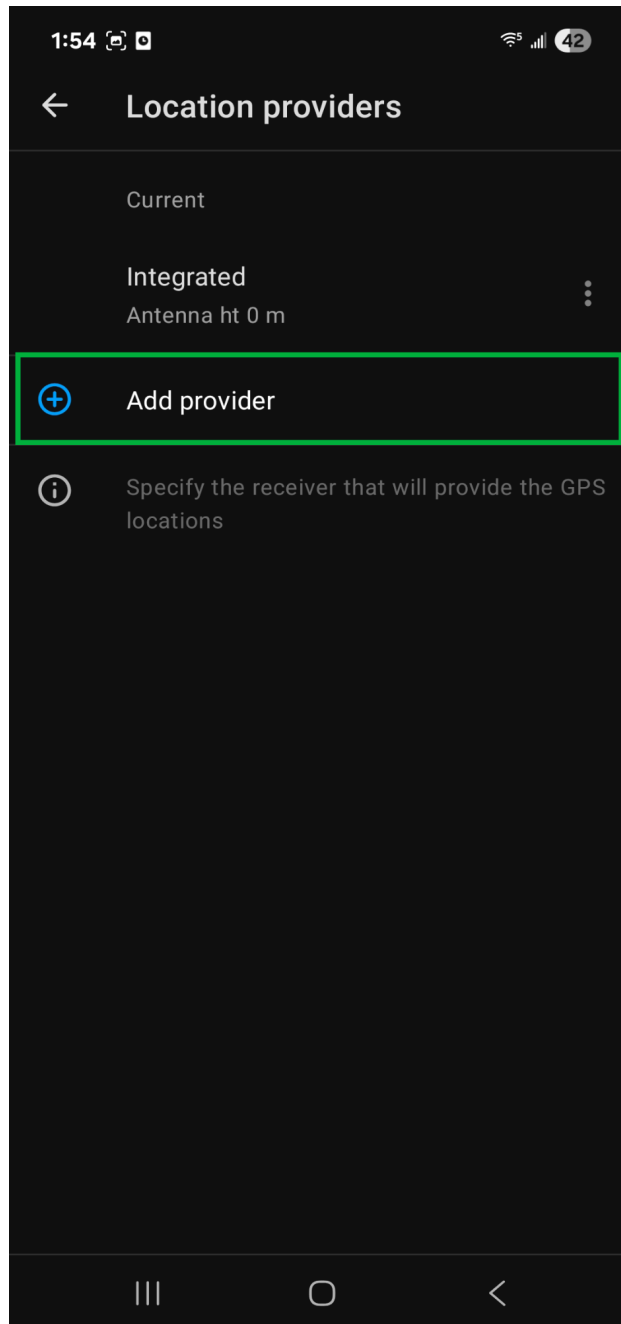 1:54 5 42
Location providers
Current
Integrated
Antenna ht 0 m
Add provider
Specify the receiver that will provide the GPS
locations